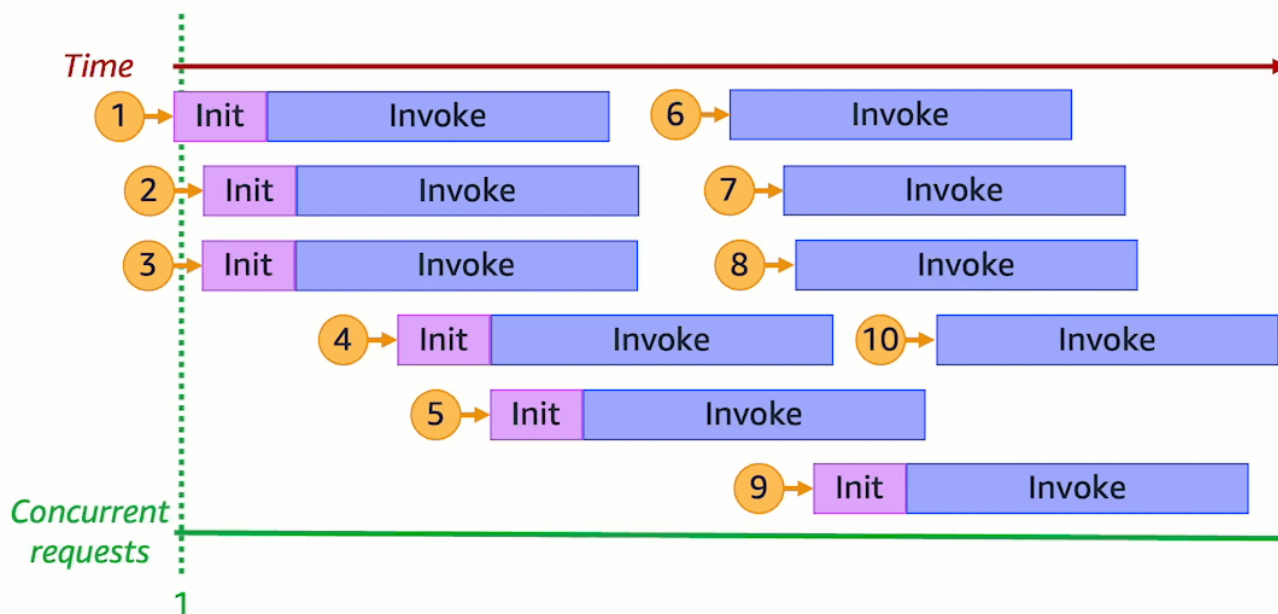 Time
1 Init Invoke 6 Invoke
2 Init Invoke 7 Invoke
3 Init Invoke 8 Invoke
4 Init Invoke 10 Invoke
5 Init Invoke
9 Init Invoke
Concurrent
requests
1